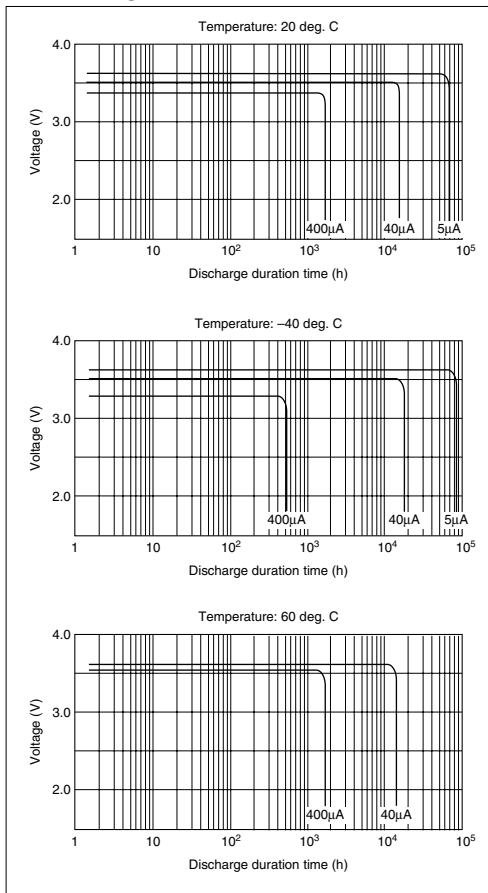 Temperature: 20 deg. C
4.0
3.0
2.0
Voltage (V)
400μA 40μA 5μA
1 10 10² 10³ 10⁴ 10⁵
Discharge duration time (h)
Temperature: –40 deg. C
4.0
3.0
2.0
Voltage (V)
400μA 40μA 5μA
1 10 10² 10³ 10⁴ 10⁵
Discharge duration time (h)
Temperature: 60 deg. C
4.0
3.0
2.0
Voltage (V)
400μA 40μA
1 10 10² 10³ 10⁴ 10⁵
Discharge duration time (h)